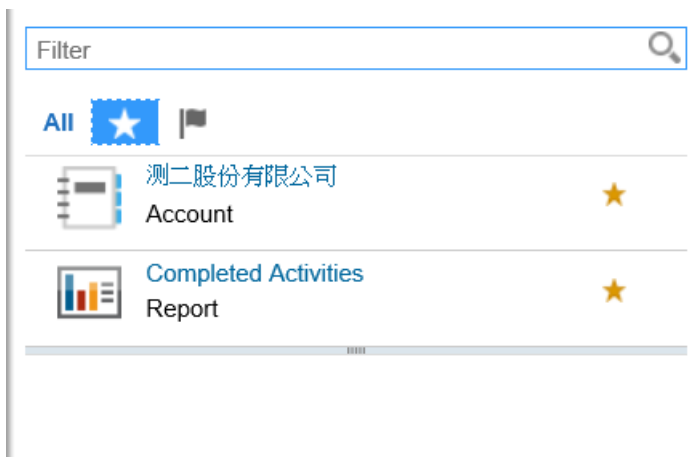 Filter
All
测二股份有限公司
Account
Completed Activities
Report